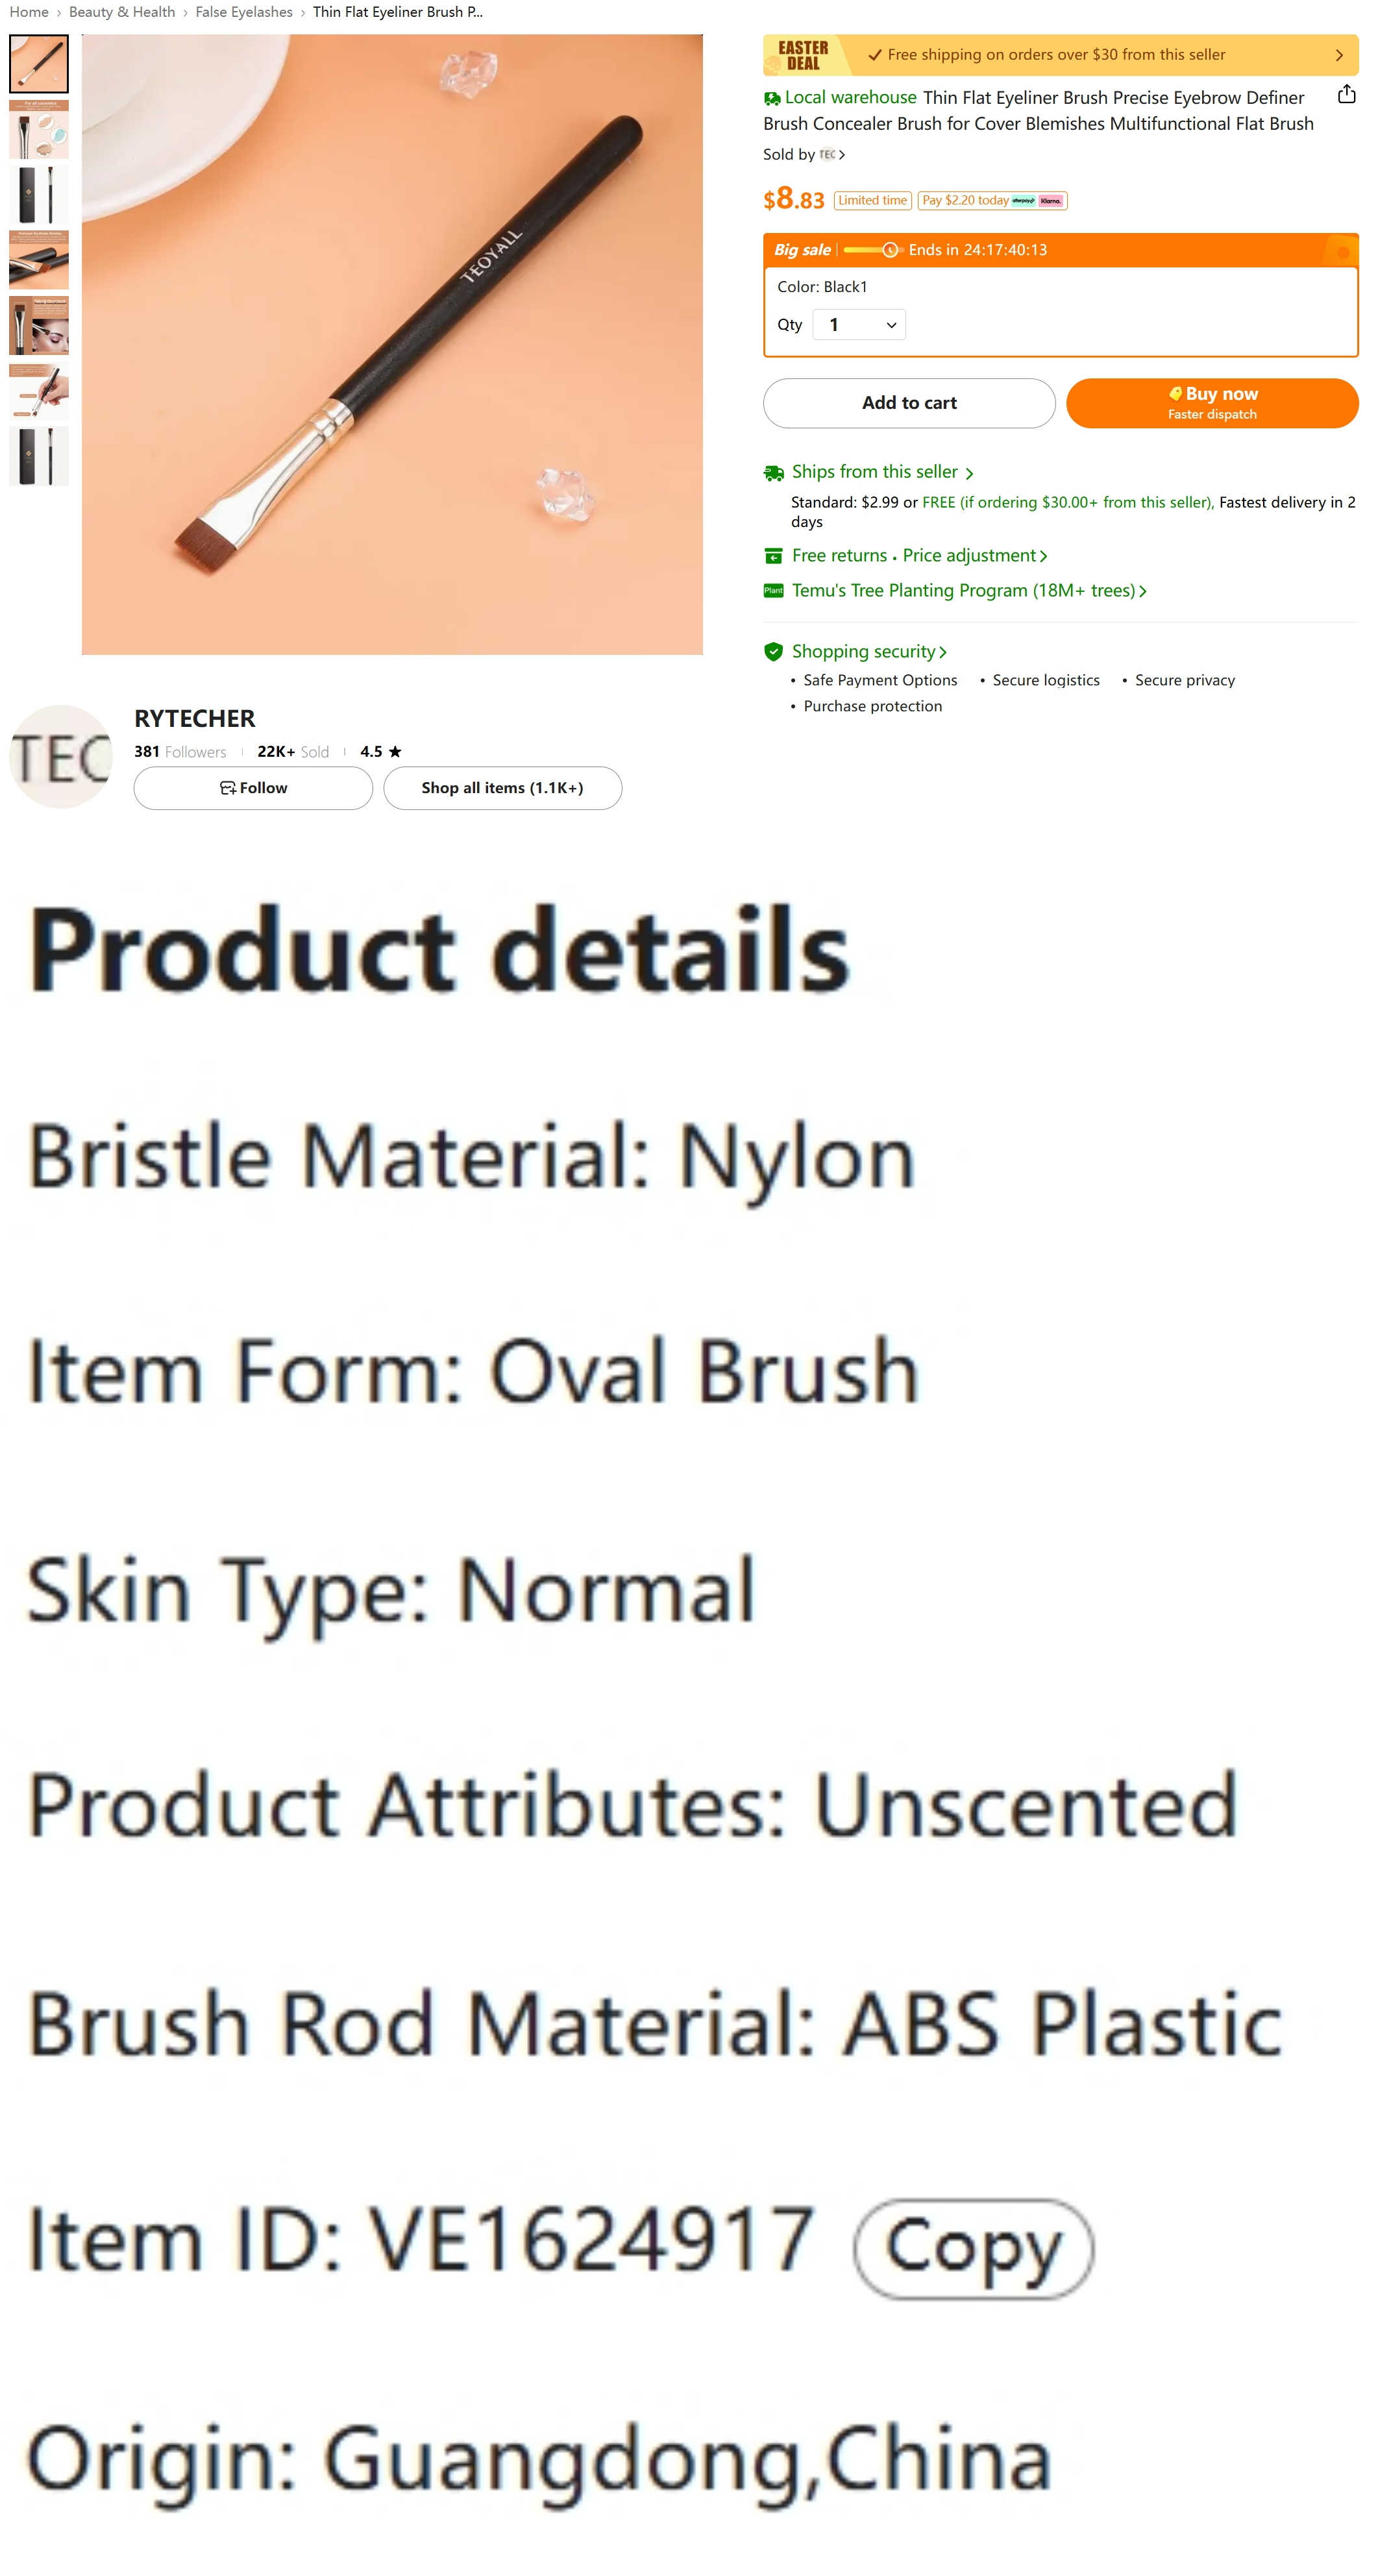 Home › Beauty & Health › False Eyelashes › Thin Flat Eyeliner Brush P...
TEOYALL
EASTER DEAL
Free shipping on orders over $30 from this seller
Local warehouse Thin Flat Eyeliner Brush Precise Eyebrow Definer
Brush Concealer Brush for Cover Blemishes Multifunctional Flat Brush
Sold by TEC
$8.83 Limited time Pay $2.20 today afterpay Klarna.
Big sale Ends in 24:17:40:13
Color: Black1
Qty 1
Add to cart
Buy now
Faster dispatch
Ships from this seller
Standard: $2.99 or FREE (if ordering $30.00+ from this seller), Fastest delivery in 2
days
Free returns • Price adjustment
Plant Temu's Tree Planting Program (18M+ trees)
Shopping security
• Safe Payment Options • Secure logistics • Secure privacy
• Purchase protection
TEC
RYTECHER
381 Followers 22K+ Sold 4.5 ★
Follow
Shop all items (1.1K+)
Product details
Bristle Material: Nylon
Item Form: Oval Brush
Skin Type: Normal
Product Attributes: Unscented
Brush Rod Material: ABS Plastic
Item ID: VE1624917 Copy
Origin: Guangdong,China